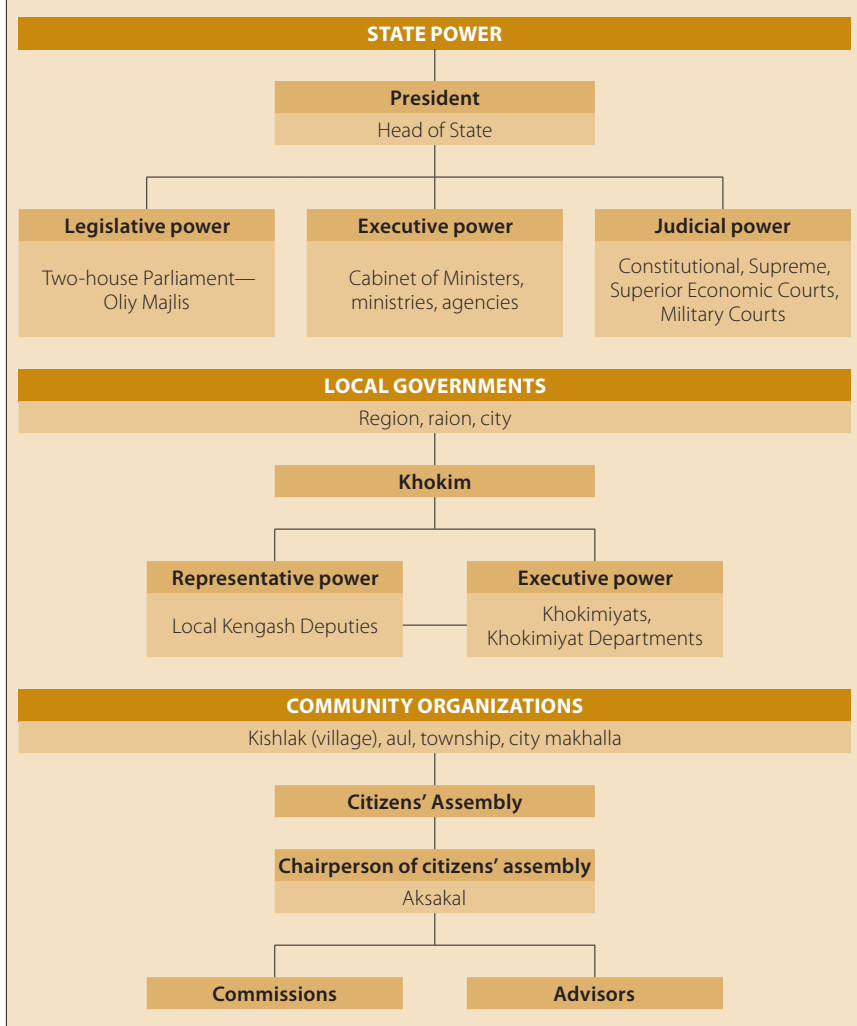 STATE POWER
President
Head of State
Legislative power
Two-house Parliament—
Oliy Majlis
Executive power
Cabinet of Ministers,
ministries, agencies
Judicial power
Constitutional, Supreme,
Superior Economic Courts,
Military Courts
LOCAL GOVERNMENTS
Region, raion, city
Khokim
Representative power
Local Kengash Deputies
Executive power
Khokimiyats,
Khokimiyat Departments
COMMUNITY ORGANIZATIONS
Kishlak (village), aul, township, city makhalla
Citizens’ Assembly
Chairperson of citizens’ assembly
Aksakal
Commissions
Advisors